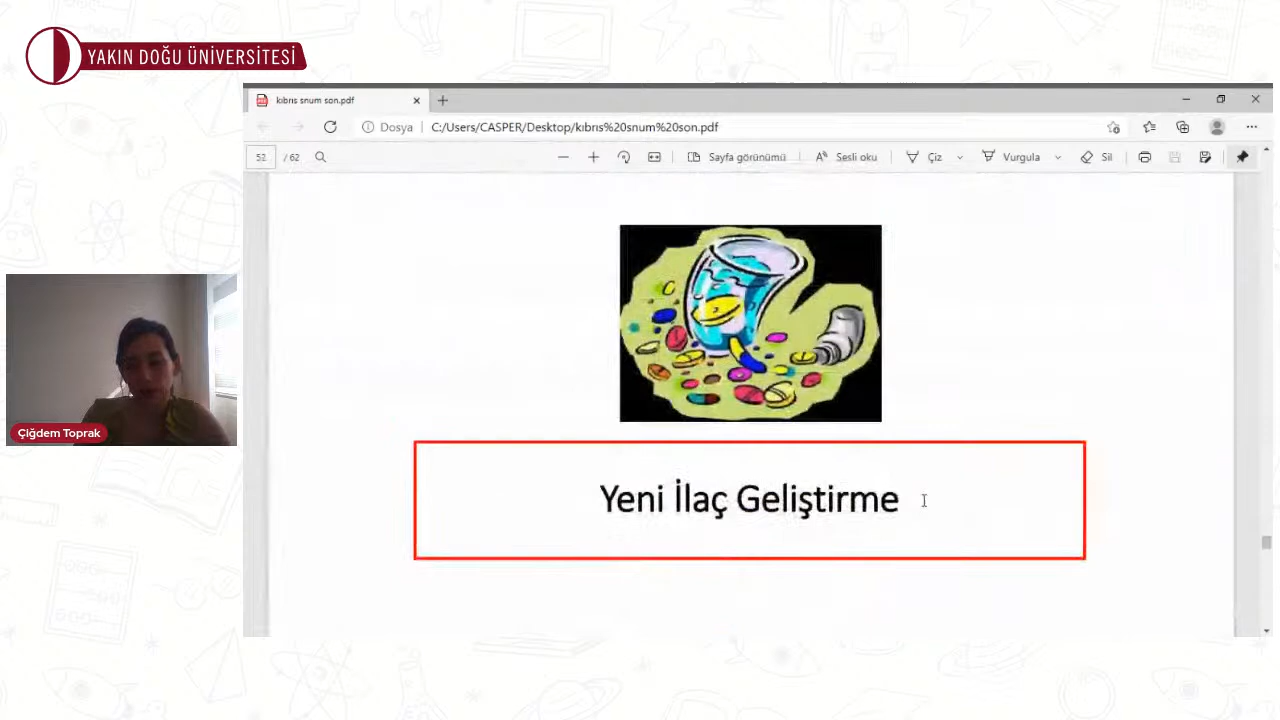 YAKIN DOĞU ÜNİVERSİTESİ
kıbrıs snum son.pdf
Dosya C:/Users/CASPER/Desktop/kıbrıs%20snum%20son.pdf
52 / 62 Sayfa görünümü Sesli oku Çiz Vurgula Sil
Çiğdem Toprak
Yeni İlaç Geliştirme